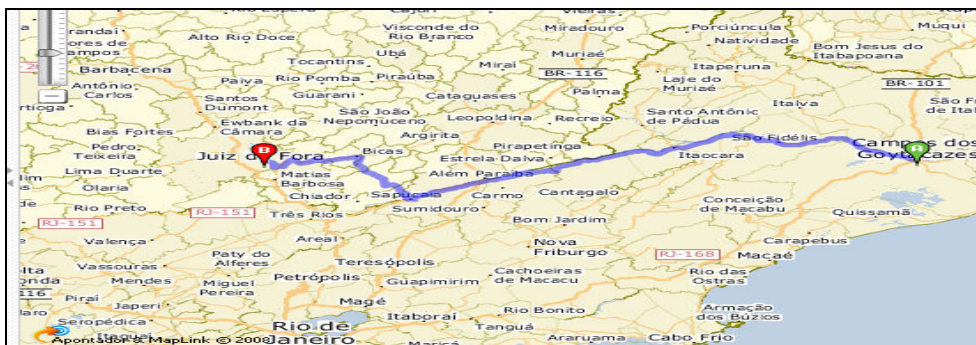 Viçosa
Visconde do
Rio Branco
Miradouro
Porciúncula
Natividade
Muqui
Alto Rio Doce
Ubá
Muriaé
Bom Jesus do
Itabapoana
Barbacena
Tocantins
Mirai
BR-116
Itaperuna
Paiva
Rio Pomba
Piraúba
Laje do
Muriaé
BR-101
Antônio
Carlos
Guarani
Cataguases
Palma
Santos
Dumont
São João
Nepomuceno
Leopoldina
Santo Antônio
de Pádua
Italva
Bias Fortes
Ewbank da
Câmara
Argirita
Recreio
São Fidélis
Pedro
Teixeira
B
Juiz de Fora
Bicas
Pirapetinga
Estrela Dalva
Itaocara
Campos dos
Goytacazes
A
Lima Duarte
Matias
Barbosa
Além Paraíba
Olaria
Chiador
Sapucaia
Carmo
Cantagalo
Conceição
de Macabu
Quissamã
Rio Preto
RJ-151
Três Rios
Sumidouro
Bom Jardim
RJ-151
Valença
Areal
Nova
Friburgo
Carapebus
Macaé
RJ-168
Vassouras
Paty do
Alferes
Teresópolis
Mendes
Miguel
Pereira
Petrópolis
Guapimirim
Cachoeiras
de Macacu
Rio das
Ostras
116
Piraí
Japeri
Magé
Rio Bonito
Armação
dos Búzios
Seropédica
Itaguaí
Rio de
Janeiro
Itaboraí
Tanguá
Araruama
Cabo Frio
Maricá
Apontador & MapLink © 2008